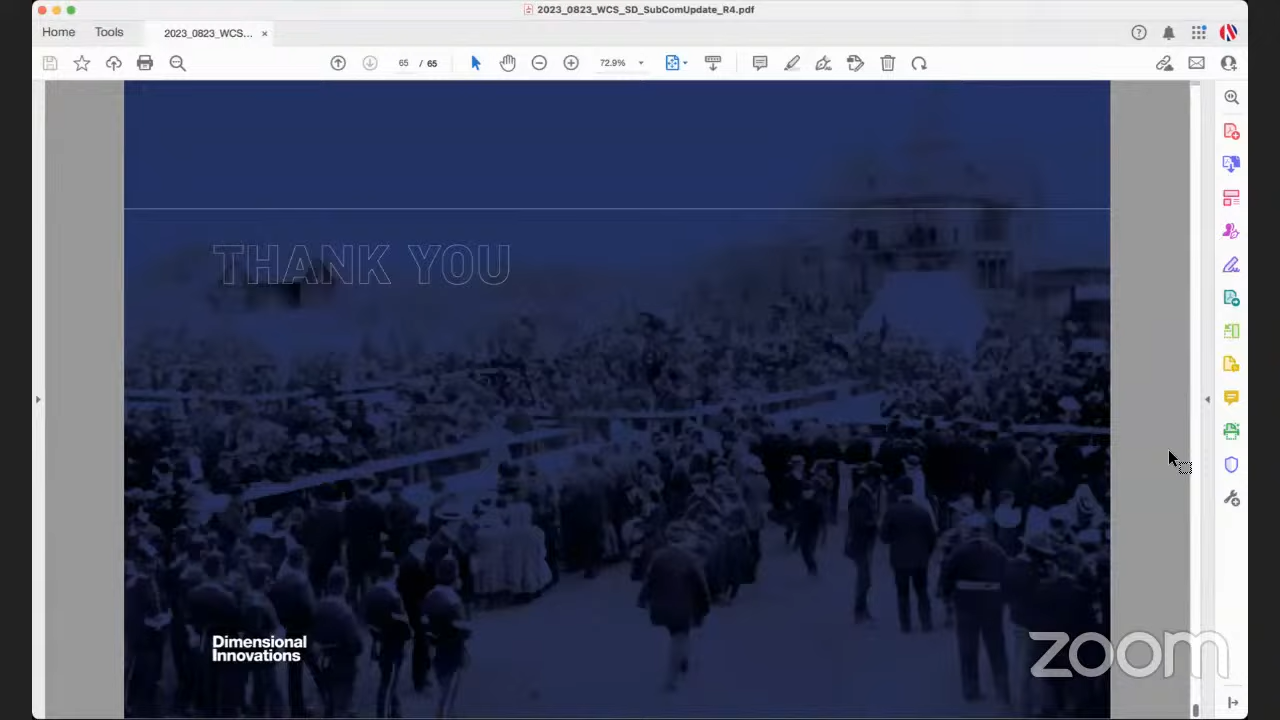 2023_0823_WCS_SD_SubComUpdate_R4.pdf
Home Tools 2023_0823_WCS... ×
65 / 65 72.9%
THANK YOU
Dimensional
Innovations
zoom